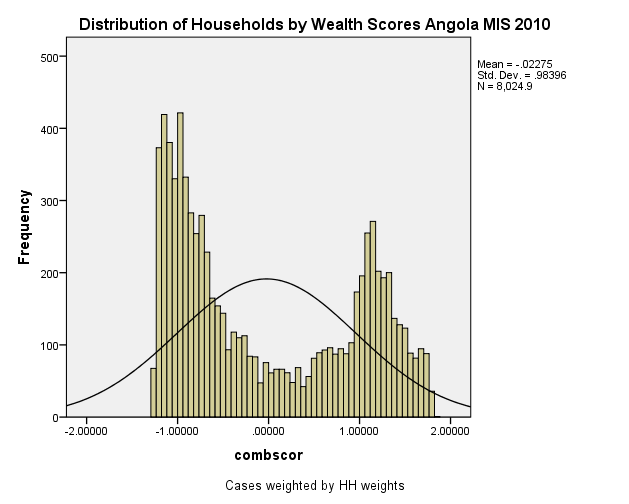 Distribution of Households by Wealth Scores Angola MIS 2010
Mean = -.02275
Std. Dev. = .98396
N = 8,024.9
Frequency
500
400
300
200
100
0
-2.00000 -1.00000 .00000 1.00000 2.00000
combscor
Cases weighted by HH weights